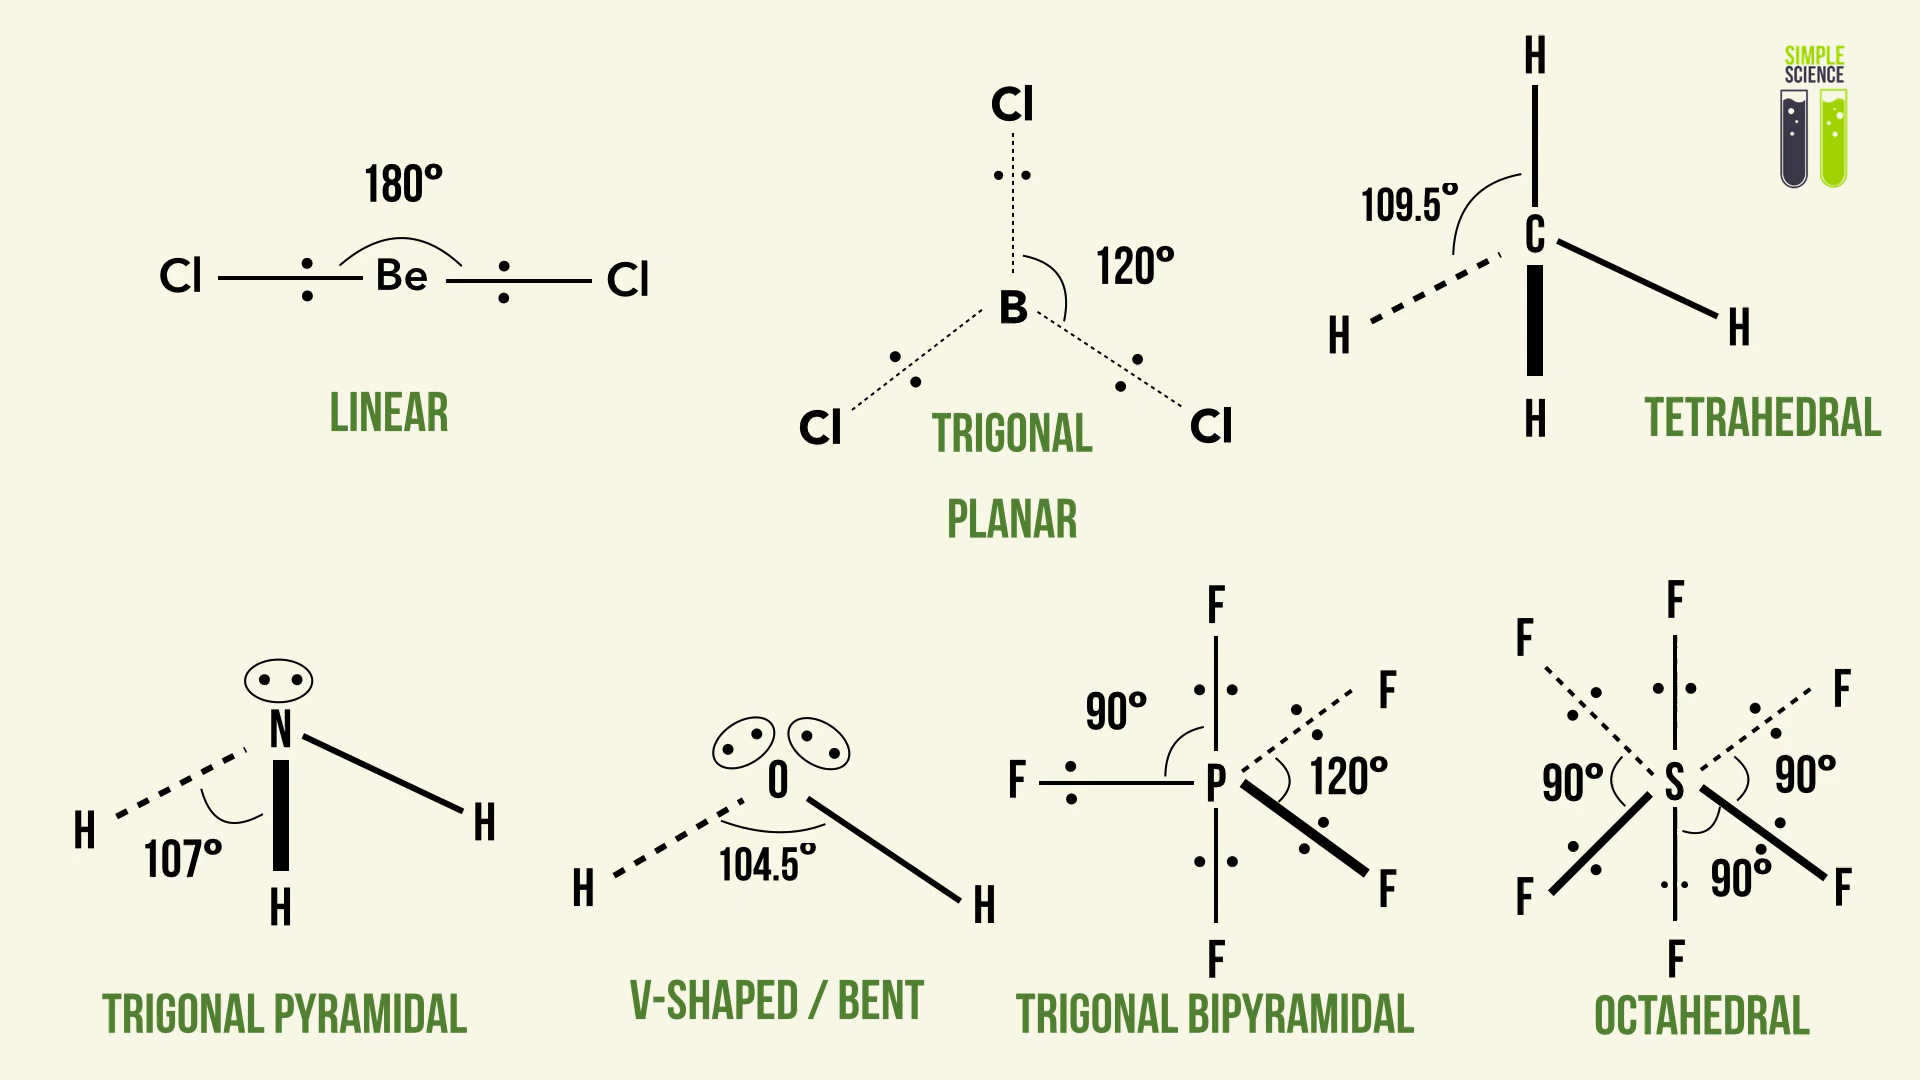 SIMPLE
SCIENCE
180°
Cl Be Cl
LINEAR
Cl
120°
B
Cl Cl
TRIGONAL
PLANAR
H
109.5°
C
H H
H
TETRAHEDRAL
N
H H
107°
H
TRIGONAL PYRAMIDAL
O
104.5°
H H
V-SHAPED / BENT
F
90° F
F P 120°
F
F
TRIGONAL BIPYRAMIDAL
F
F F
90° S 90°
F 90° F
F
OCTAHEDRAL